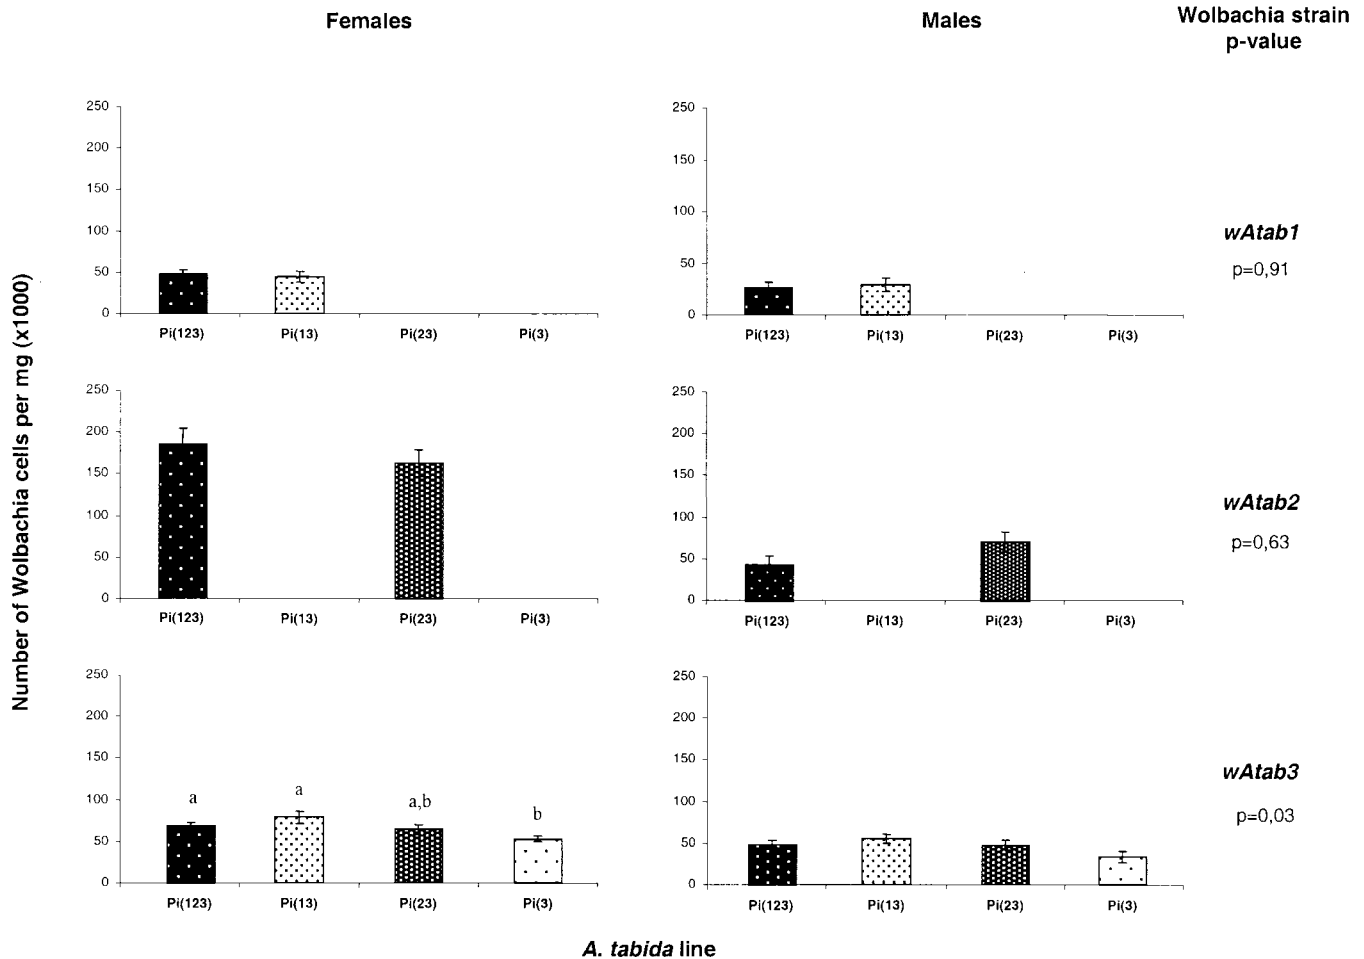 Females
Males
Wolbachia strain
p-value
Number of Wolbachia cells per mg (x1000)
250
200
150
100
50
0
Pi(123) Pi(13) Pi(23) Pi(3)
250
200
150
100
50
0
Pi(123) Pi(13) Pi(23) Pi(3)
wAtab1
p=0,91
250
200
150
100
50
0
Pi(123) Pi(13) Pi(23) Pi(3)
250
200
150
100
50
0
Pi(123) Pi(13) Pi(23) Pi(3)
wAtab2
p=0,63
250
200
150
100
50
0
a a a,b b
Pi(123) Pi(13) Pi(23) Pi(3)
250
200
150
100
50
0
Pi(123) Pi(13) Pi(23) Pi(3)
wAtab3
p=0,03
A. tabida line